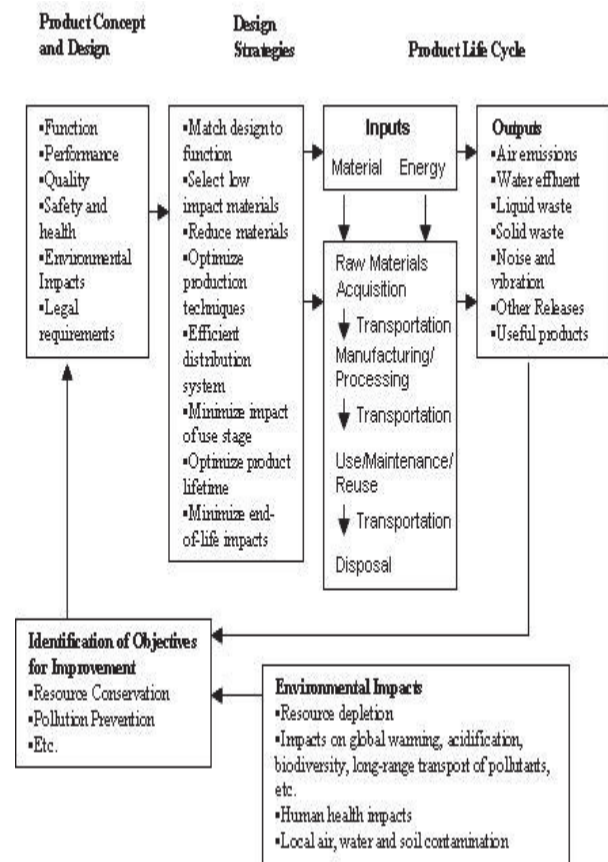 Product Concept
and Design
Design
Strategies
Product Life Cycle
▪Function
▪Performance
▪Quality
▪Safety and
health
▪Environmental
Impacts
▪Legal
requirements
▪Match design to
function
▪Select low
impact materials
▪Reduce materials
▪Optimize
production
techniques
▪Efficient
distribution
system
▪Minimize impact
of use stage
▪Optimize product
lifetime
▪Minimize end-
of-life impacts
Inputs
Material Energy
Raw Materials
Acquisition
Transportation
Manufacturing/
Processing
Transportation
Use/Maintenance/
Reuse
Transportation
Disposal
Outputs
▪Air emissions
▪Water effluent
▪Liquid waste
▪Solid waste
▪Noise and
vibration
▪Other Releases
▪Useful products
Identification of Objectives
for Improvement
▪Resource Conservation
▪Pollution Prevention
▪Etc.
Environmental Impacts
▪Resource depletion
▪Impacts on global warming, acidification,
biodiversity, long-range transport of pollutants,
etc.
▪Human health impacts
▪Local air, water and soil contamination